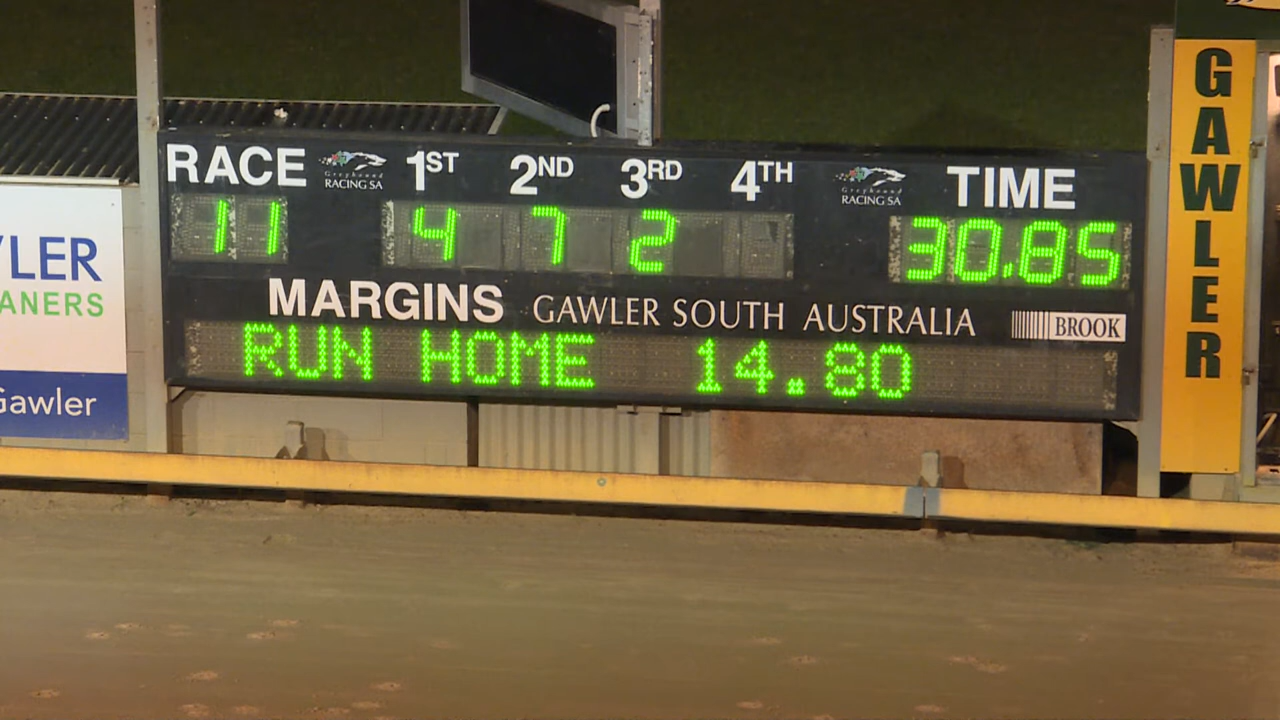 RACE Greyhound RACING SA 1ST 2ND 3RD 4TH Greyhound RACING SA TIME
11 4 7 2 30.85
MARGINS GAWLER SOUTH AUSTRALIA BROOK
RUN HOME 14.80
LER
ANERS
Gawler
GAWLER